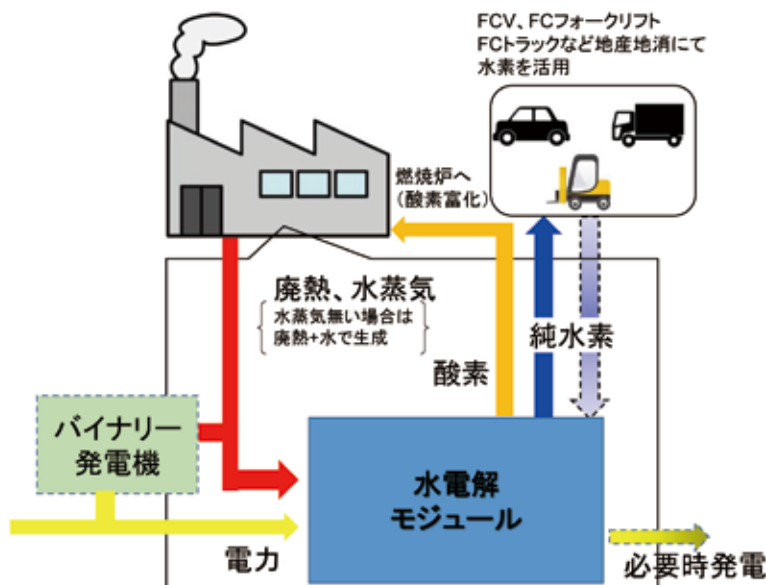 FCV、FCフォークリフト
FCトラックなど地産地消にて
水素を活用
燃焼炉へ
(酸素富化)
廃熱、水蒸気
水蒸気無い場合は
廃熱+水で生成
純水素
酸素
バイナリー
発電機
水電解
モジュール
電力
必要時発電